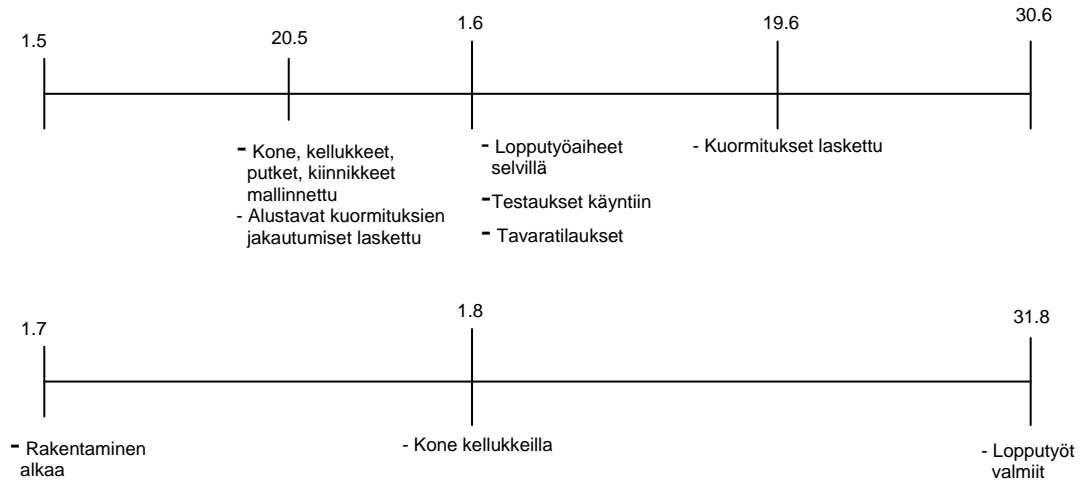 1.5
20.5
1.6
19.6
30.6
- Kone, kellukkeet,
putket, kiinnikkeet
mallinnettu
- Alustavat kuormituksien
jakautumiset laskettu
- Lopputyöaiheet
selvillä
-Testaukset käyntiin
- Tavaratilaukset
- Kuormitukset laskettu
1.7
1.8
31.8
- Rakentaminen
alkaa
- Kone kellukkeilla
- Lopputyöt
valmiit